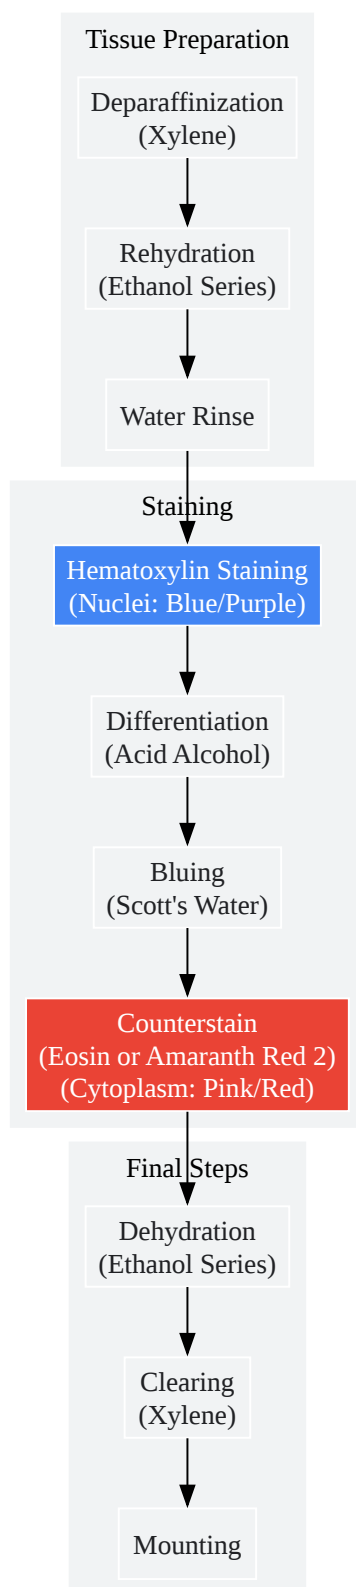 Tissue Preparation
Deparaffinization
(Xylene)
Rehydration
(Ethanol Series)
Water Rinse
Staining
Hematoxylin Staining
(Nuclei: Blue/Purple)
Differentiation
(Acid Alcohol)
Bluing
(Scott's Water)
Counterstain
(Eosin or Amaranth Red 2)
(Cytoplasm: Pink/Red)
Final Steps
Dehydration
(Ethanol Series)
Clearing
(Xylene)
Mounting